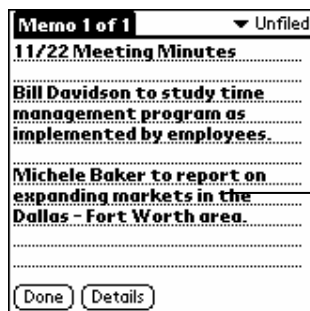 Memo 1 of 1 ▼ Unfiled
11/22 Meeting Minutes
Bill Davidson to study time
management program as
implemented by employees.
Michele Baker to report on
expanding markets in the
Dallas - Fort Worth area.
Done Details